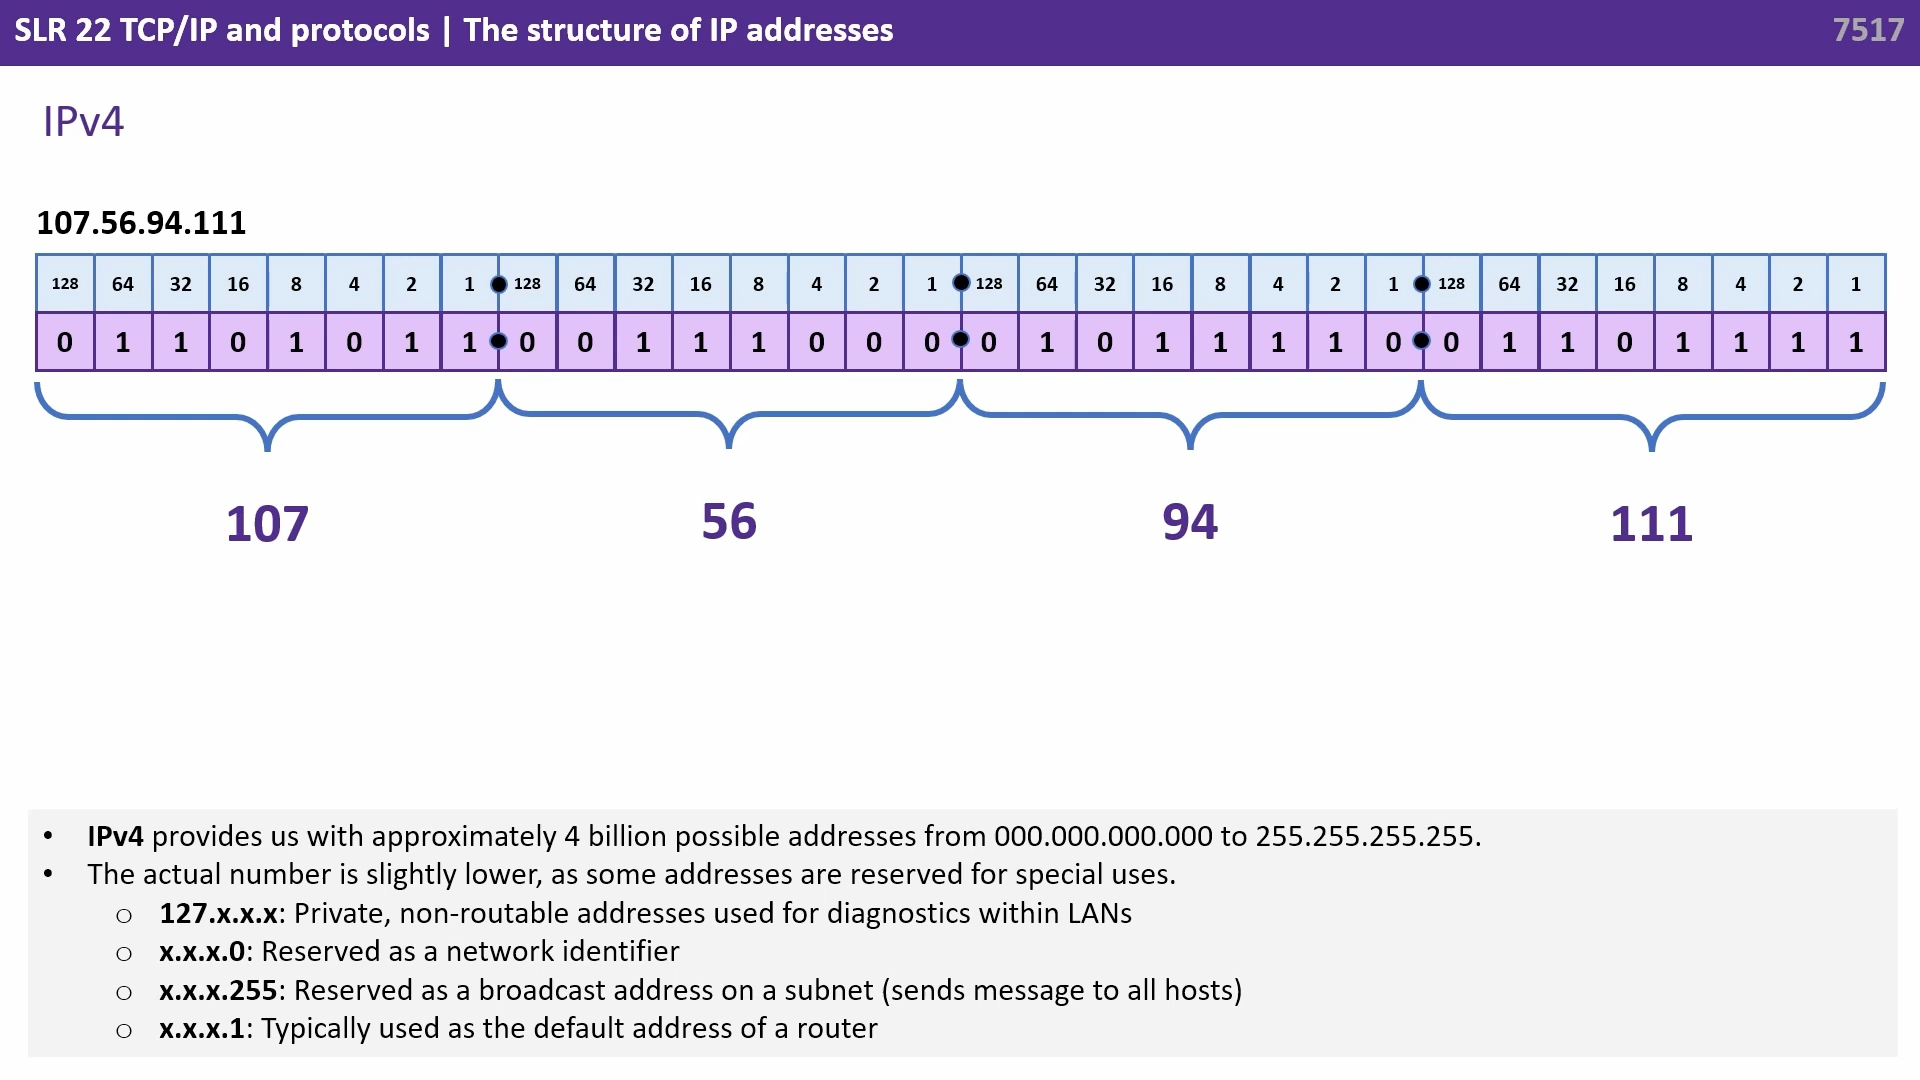 SLR 22 TCP/IP and protocols | The structure of IP addresses
7517
IPv4
107.56.94.111
128 64 32 16 8 4 2 1 128 64 32 16 8 4 2 1 128 64 32 16 8 4 2 1 128 64 32 16 8 4 2 1
0 1 1 0 1 0 1 1 0 0 1 1 1 0 0 0 0 1 0 1 1 1 1 0 0 1 1 0 1 1 1 1
107 56 94 111
• IPv4 provides us with approximately 4 billion possible addresses from 000.000.000.000 to 255.255.255.255.
• The actual number is slightly lower, as some addresses are reserved for special uses.
o 127.x.x.x: Private, non-routable addresses used for diagnostics within LANs
o x.x.x.0: Reserved as a network identifier
o x.x.x.255: Reserved as a broadcast address on a subnet (sends message to all hosts)
o x.x.x.1: Typically used as the default address of a router